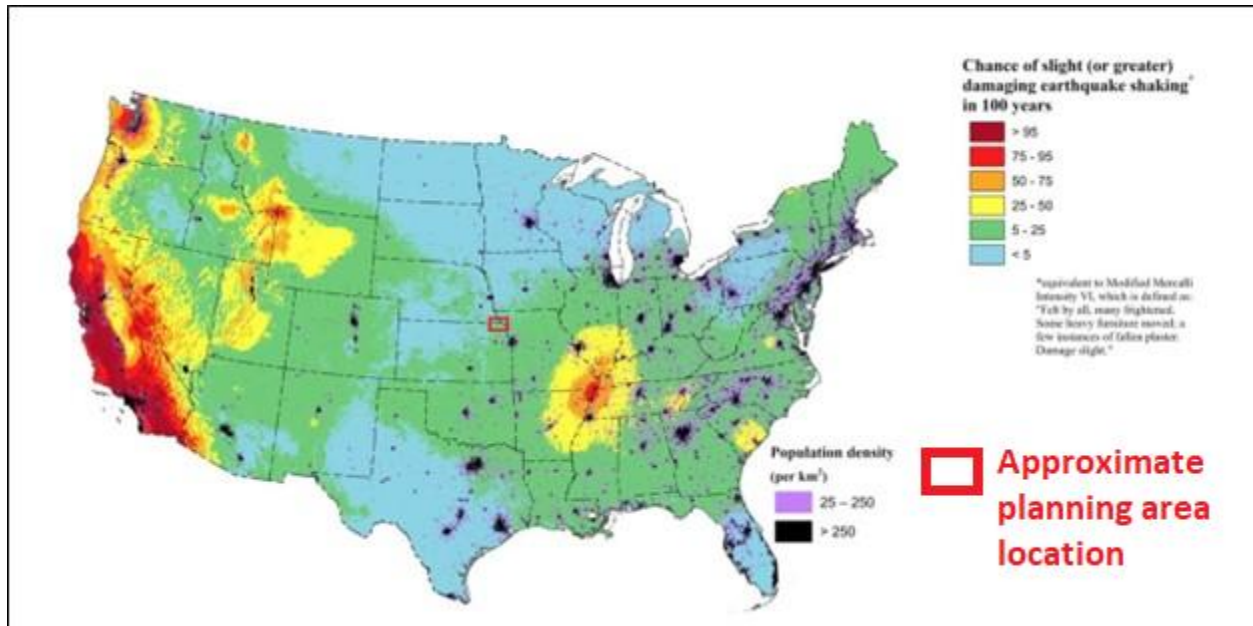 Chance of slight (or greater)
damaging earthquake shaking*
in 100 years
> 95
75 - 95
50 - 75
25 - 50
5 - 25
< 5
*equivalent to Modified Mercalli
Intensity VI, which is defined as:
"Felt by all, many frightened.
Some heavy furniture moved, a
few instances of fallen plaster.
Damage slight."
Population density
(per km²)
25 – 250
> 250
Approximate
planning area
location